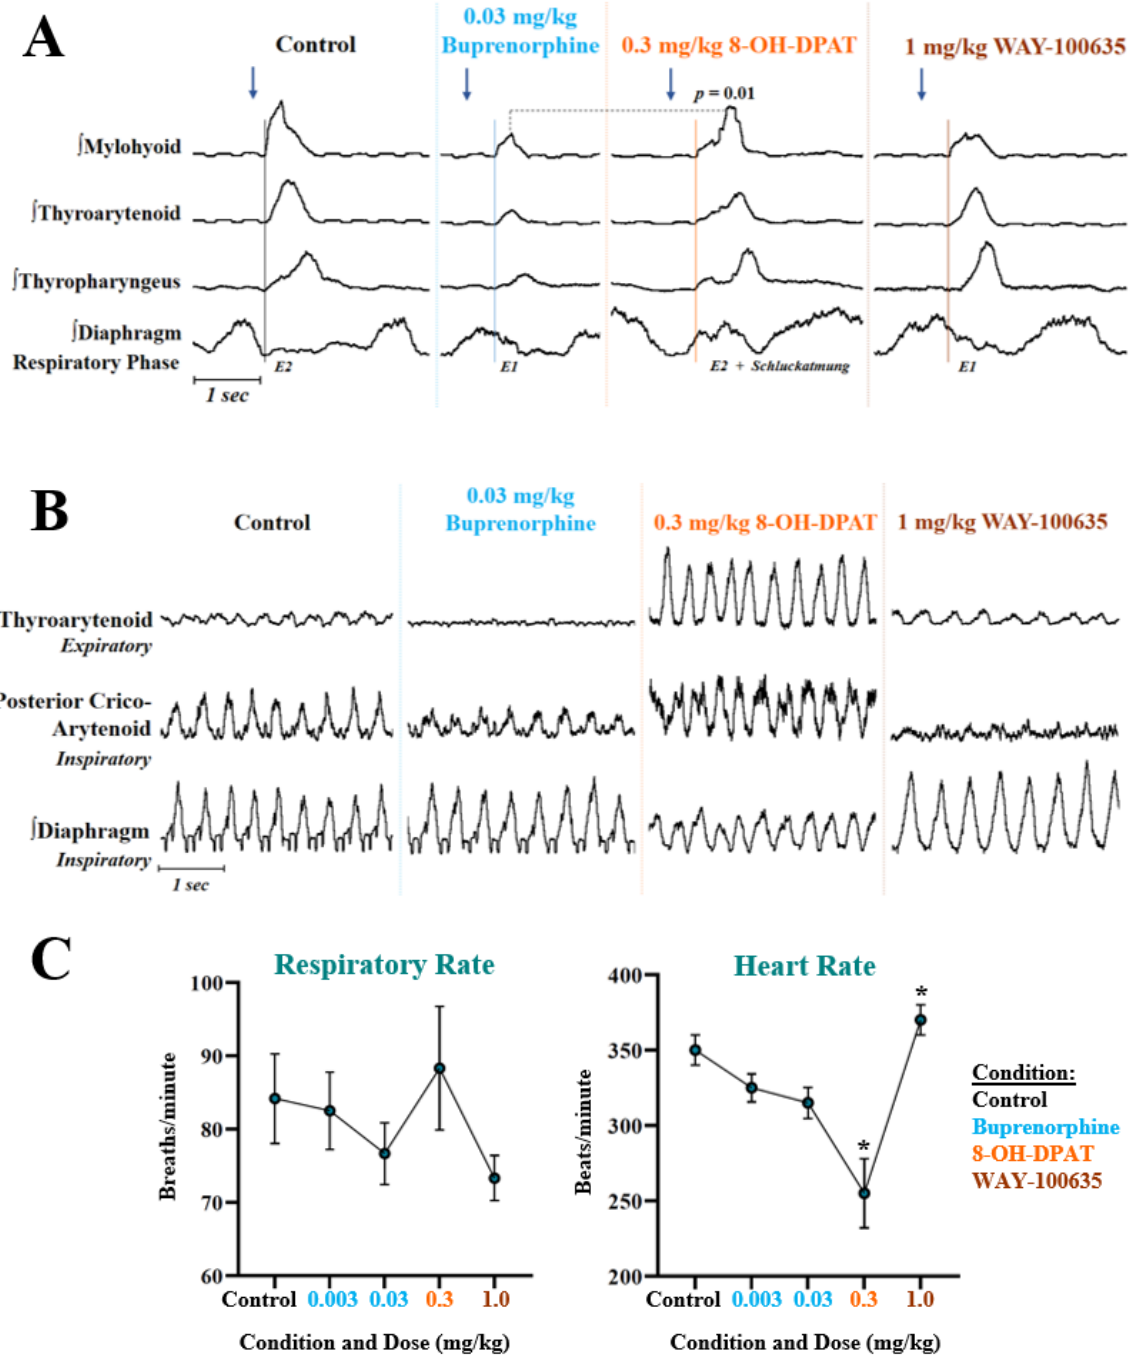 A
Control
0.03 mg/kg
Buprenorphine
0.3 mg/kg 8-OH-DPAT
1 mg/kg WAY-100635
p = 0.01
∫Mylohyoid
∫Thyroarytenoid
∫Thyropharyngeus
∫Diaphragm
Respiratory Phase
E2
E1
E2 + Schluckatmung
E1
1 sec
B
Control
0.03 mg/kg
Buprenorphine
0.3 mg/kg 8-OH-DPAT
1 mg/kg WAY-100635
Thyroarytenoid
Expiratory
Posterior Crico-
Arytenoid
Inspiratory
∫Diaphragm
Inspiratory
1 sec
C
Respiratory Rate
Breaths/minute
100
90
80
70
60
Control 0.003 0.03 0.3 1.0
Condition and Dose (mg/kg)
Heart Rate
Beats/minute
400
350
300
250
200
*
*
Control 0.003 0.03 0.3 1.0
Condition and Dose (mg/kg)
Condition:
Control
Buprenorphine
8-OH-DPAT
WAY-100635